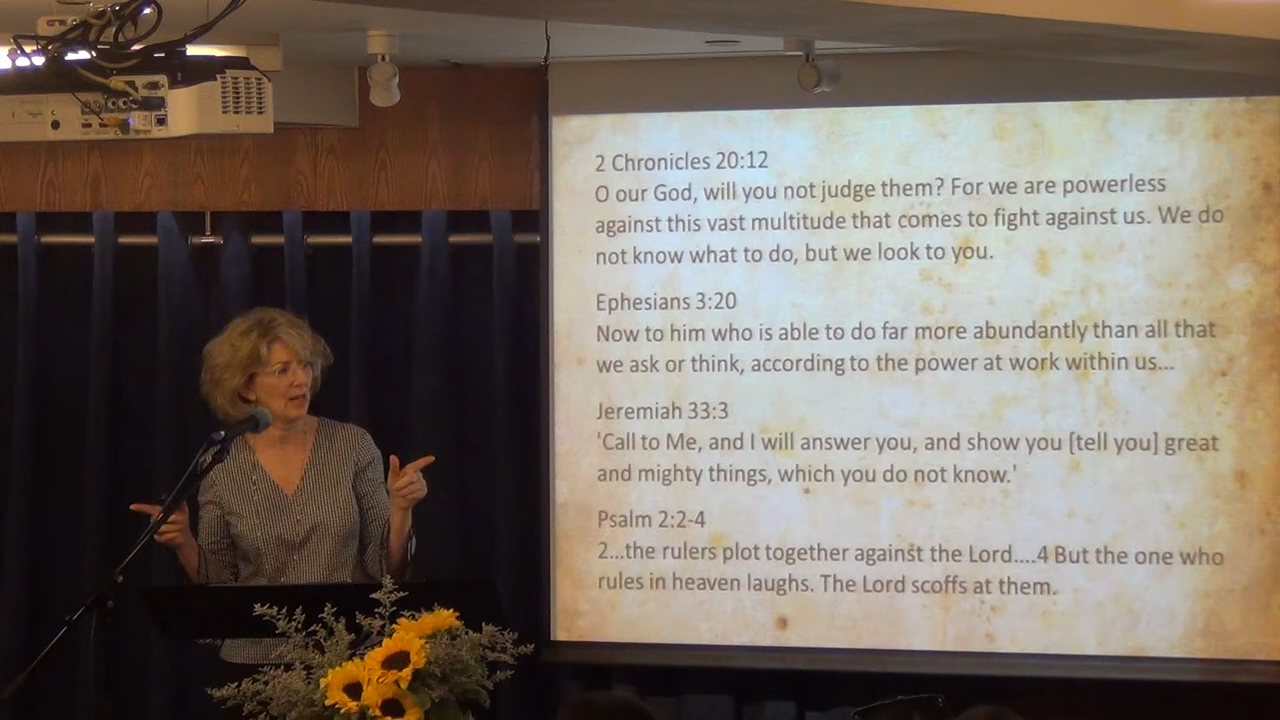 2 Chronicles 20:12
O our God, will you not judge them? For we are powerless
against this vast multitude that comes to fight against us. We do
not know what to do, but we look to you.
Ephesians 3:20
Now to him who is able to do far more abundantly than all that
we ask or think, according to the power at work within us...
Jeremiah 33:3
'Call to Me, and I will answer you, and show you [tell you] great
and mighty things, which you do not know.'
Psalm 2:2-4
2...the rulers plot together against the Lord....4 But the one who
rules in heaven laughs. The Lord scoffs at them.